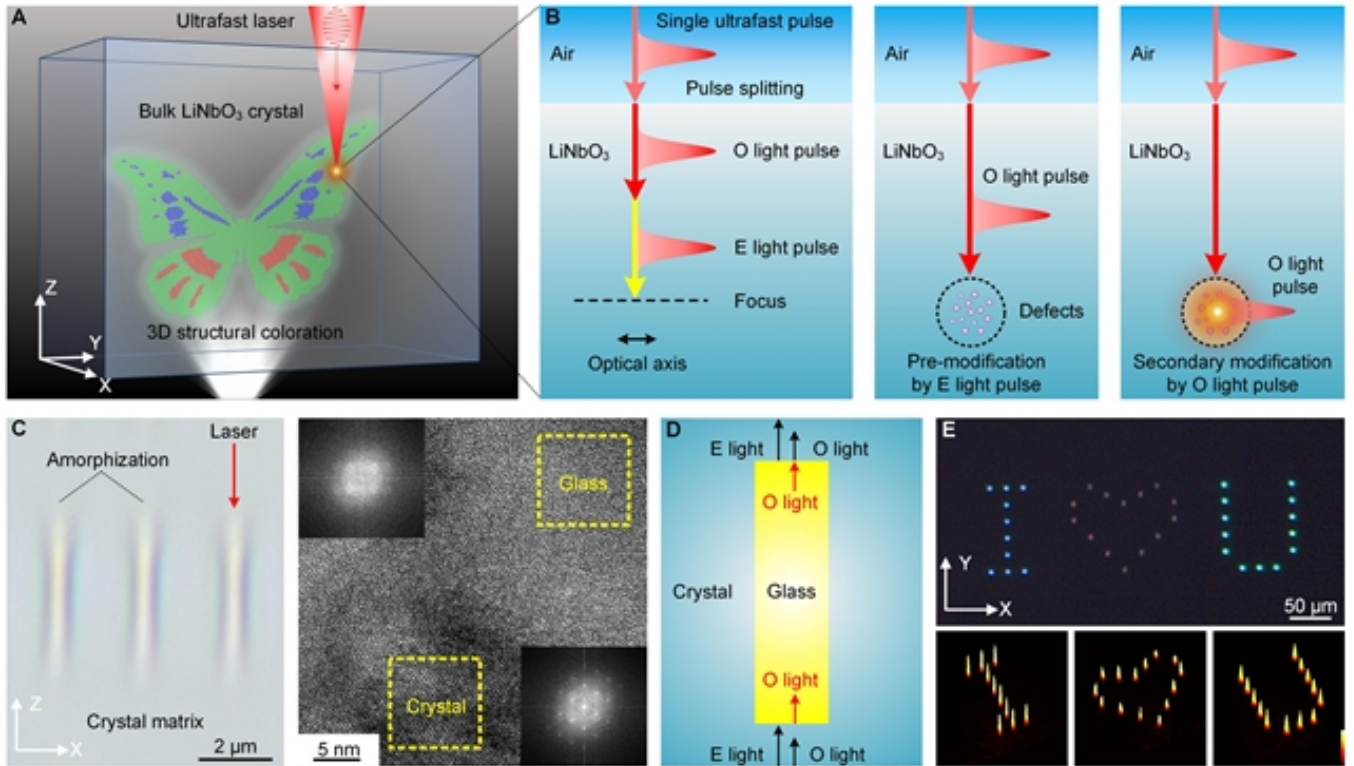 A
Ultrafast laser
Bulk LiNbO₃ crystal
3D structural coloration
Z
Y
X
B
Single ultrafast pulse
Air
Pulse splitting
LiNbO₃
O light pulse
E light pulse
Focus
Optical axis
Air
LiNbO₃
O light pulse
Defects
Pre-modification
by E light pulse
Air
LiNbO₃
O light
pulse
Secondary modification
by O light pulse
C
Laser
Amorphization
Z
X
Crystal matrix
2 µm
Glass
Crystal
5 nm
D
E light
O light
O light
Crystal
Glass
O light
E light
O light
E
Y
X
50 µm